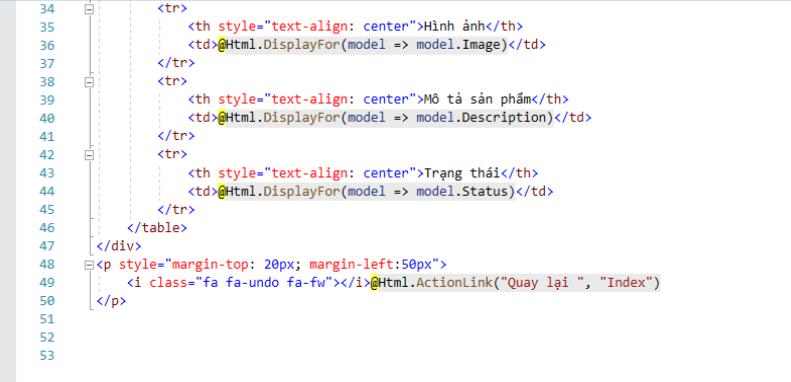 34 <tr>
35 <th style="text-align: center">Hình ảnh</th>
36 <td>@Html.DisplayFor(model => model.Image)</td>
37 </tr>
38 <tr>
39 <th style="text-align: center">Mô tả sản phẩm</th>
40 <td>@Html.DisplayFor(model => model.Description)</td>
41 </tr>
42 <tr>
43 <th style="text-align: center">Trạng thái</th>
44 <td>@Html.DisplayFor(model => model.Status)</td>
45 </tr>
46 </table>
47 </div>
48 <p style="margin-top: 20px; margin-left:50px">
49 <i class="fa fa-undo fa-fw"></i>@Html.ActionLink("Quay lại ", "Index")
50 </p>
51
52
53